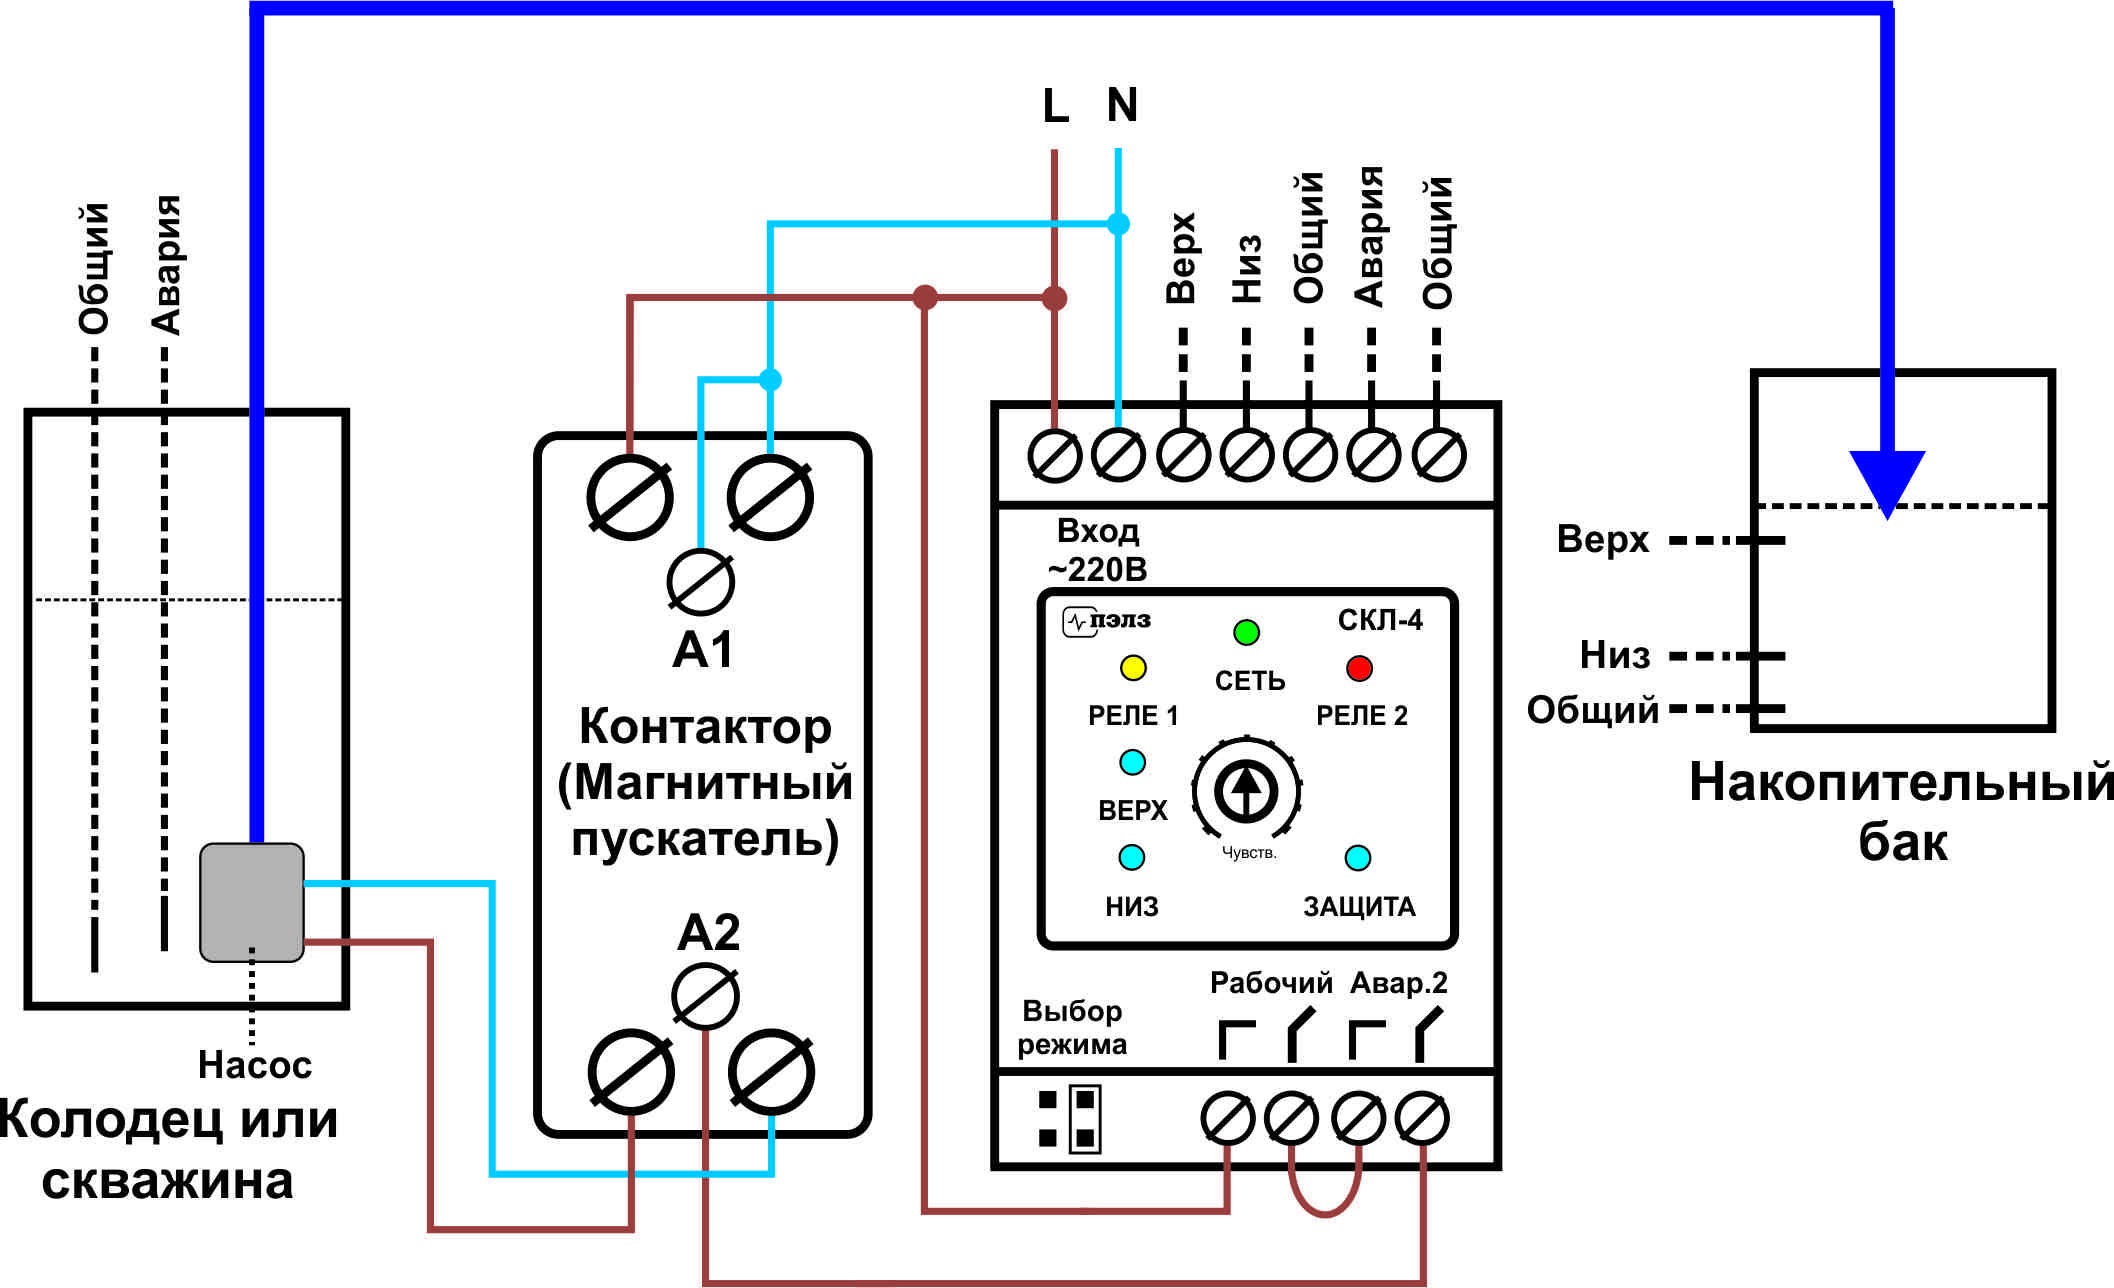 L N
Общий
Авария
Верх
Низ
Общий
Авария
Общий
Вход
~220В
пэлз
СКЛ-4
СЕТЬ
РЕЛЕ 1
РЕЛЕ 2
ВЕРХ
Чувств.
НИЗ
ЗАЩИТА
Рабочий Авар.2
Выбор
режима
A1
Контактор
(Магнитный
пускатель)
A2
Насос
Колодец или
скважина
Верх
Низ
Общий
Накопительный
бак